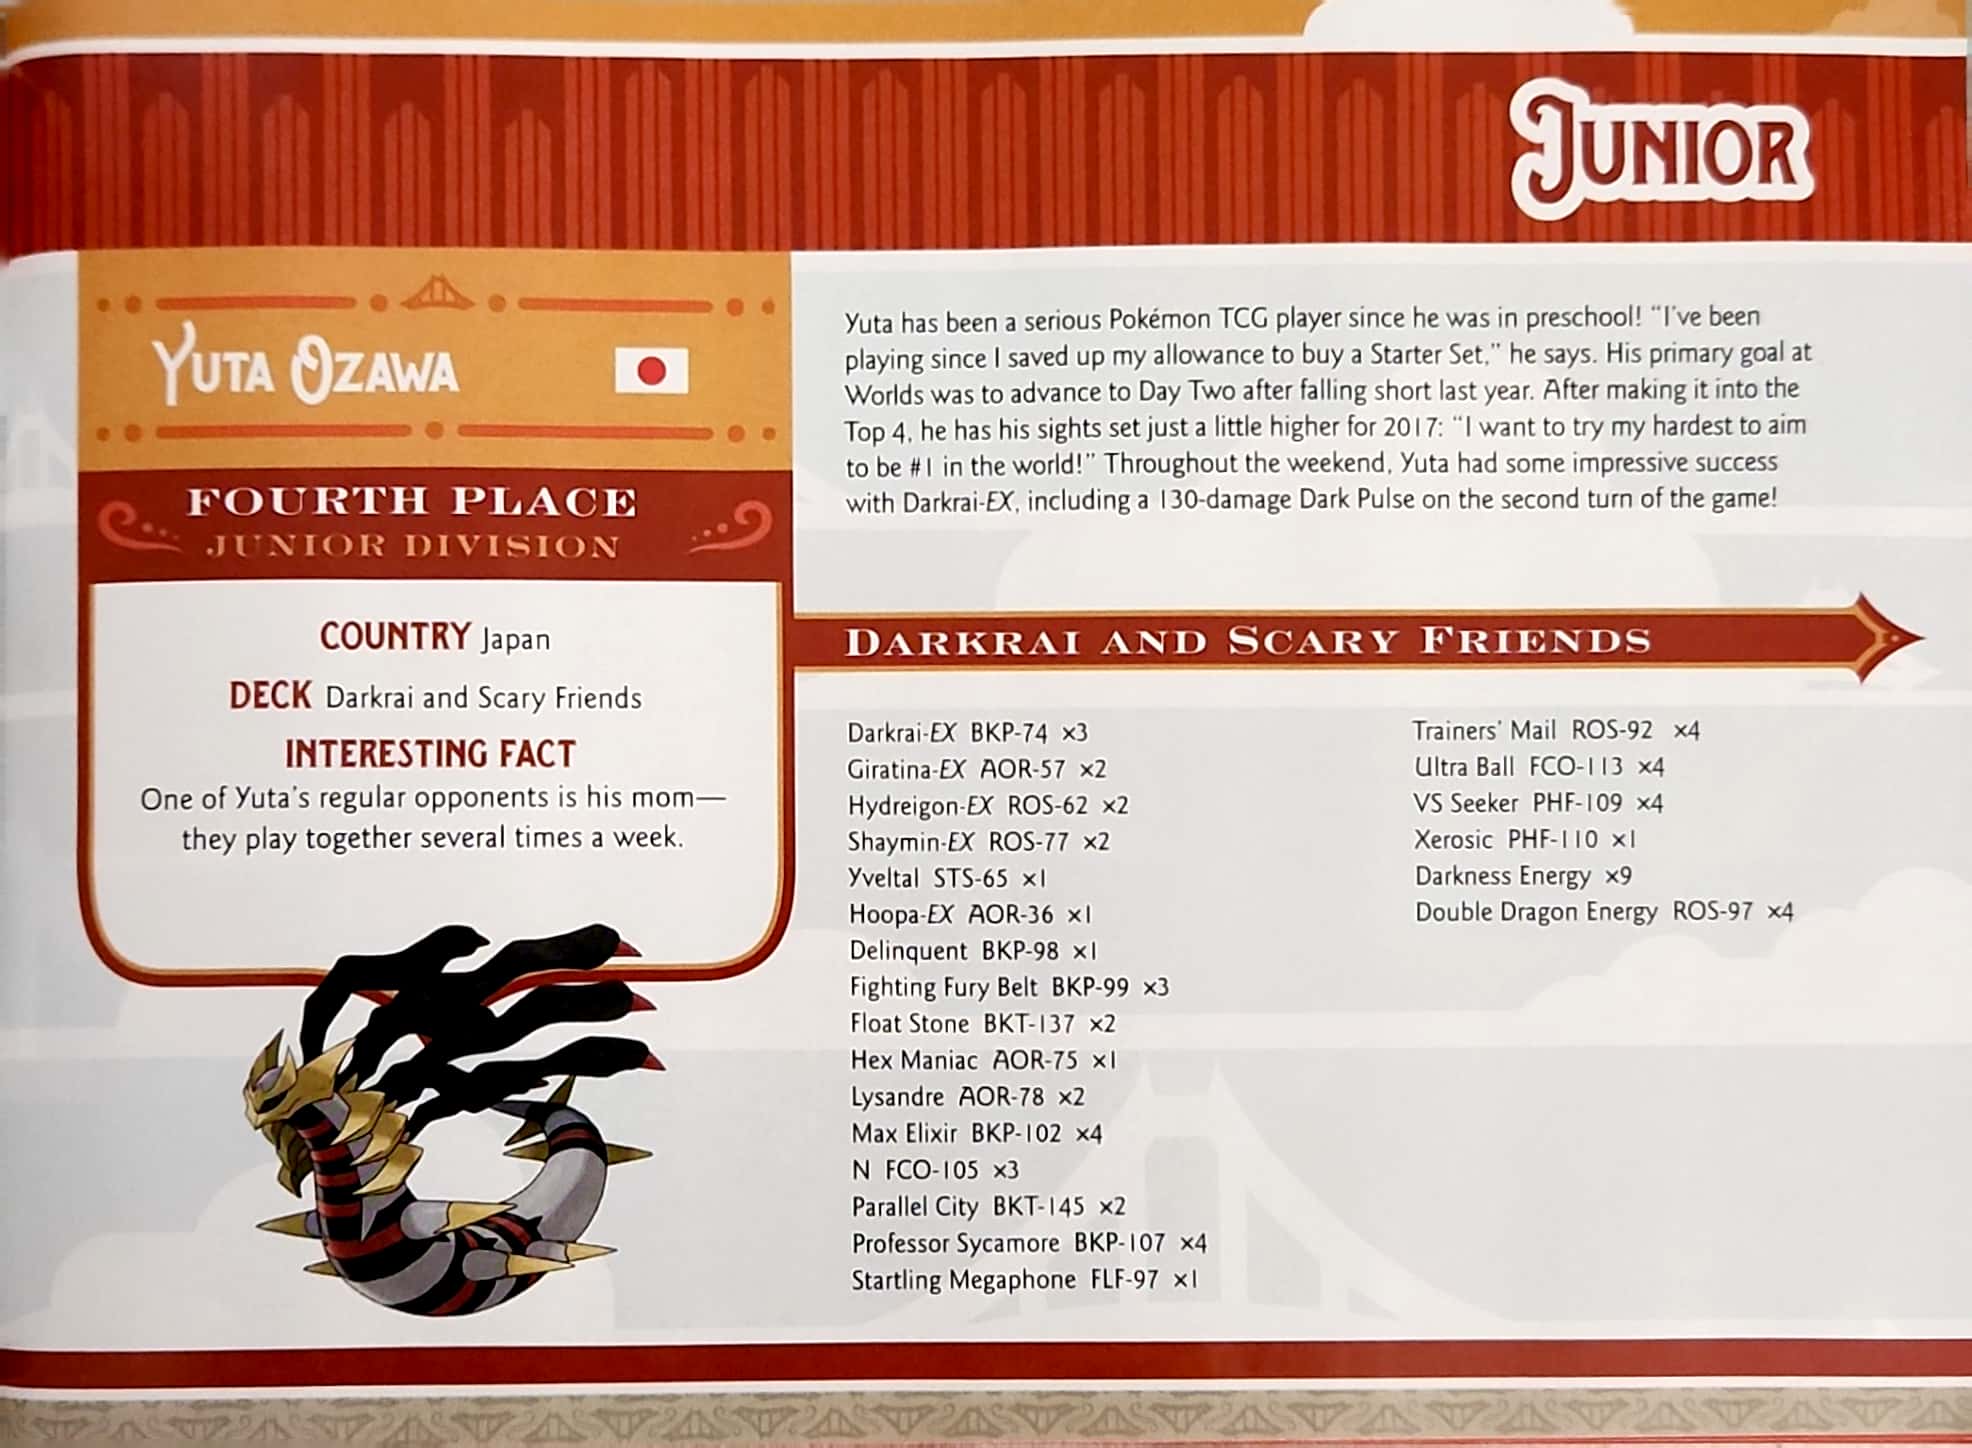 JUNIOR
YUTA OZAWA
FOURTH PLACE
JUNIOR DIVISION
COUNTRY Japan
DECK Darkrai and Scary Friends
INTERESTING FACT
One of Yuta's regular opponents is his mom—
they play together several times a week.
Yuta has been a serious Pokémon TCG player since he was in preschool! "I've been
playing since I saved up my allowance to buy a Starter Set," he says. His primary goal at
Worlds was to advance to Day Two after falling short last year. After making it into the
Top 4, he has his sights set just a little higher for 2017: "I want to try my hardest to aim
to be #1 in the world!" Throughout the weekend, Yuta had some impressive success
with Darkrai-EX, including a 130-damage Dark Pulse on the second turn of the game!
DARKRAI AND SCARY FRIENDS
Darkrai-EX BKP-74 ×3
Giratina-EX AOR-57 ×2
Hydreigon-EX ROS-62 ×2
Shaymin-EX ROS-77 ×2
Yveltal STS-65 ×1
Hoopa-EX AOR-36 ×1
Delinquent BKP-98 ×1
Fighting Fury Belt BKP-99 ×3
Float Stone BKT-137 ×2
Hex Maniac AOR-75 ×1
Lysandre AOR-78 ×2
Max Elixir BKP-102 ×4
N FCO-105 ×3
Parallel City BKT-145 ×2
Professor Sycamore BKP-107 ×4
Startling Megaphone FLF-97 ×1
Trainers' Mail ROS-92 ×4
Ultra Ball FCO-113 ×4
VS Seeker PHF-109 ×4
Xerosic PHF-110 ×1
Darkness Energy ×9
Double Dragon Energy ROS-97 ×4